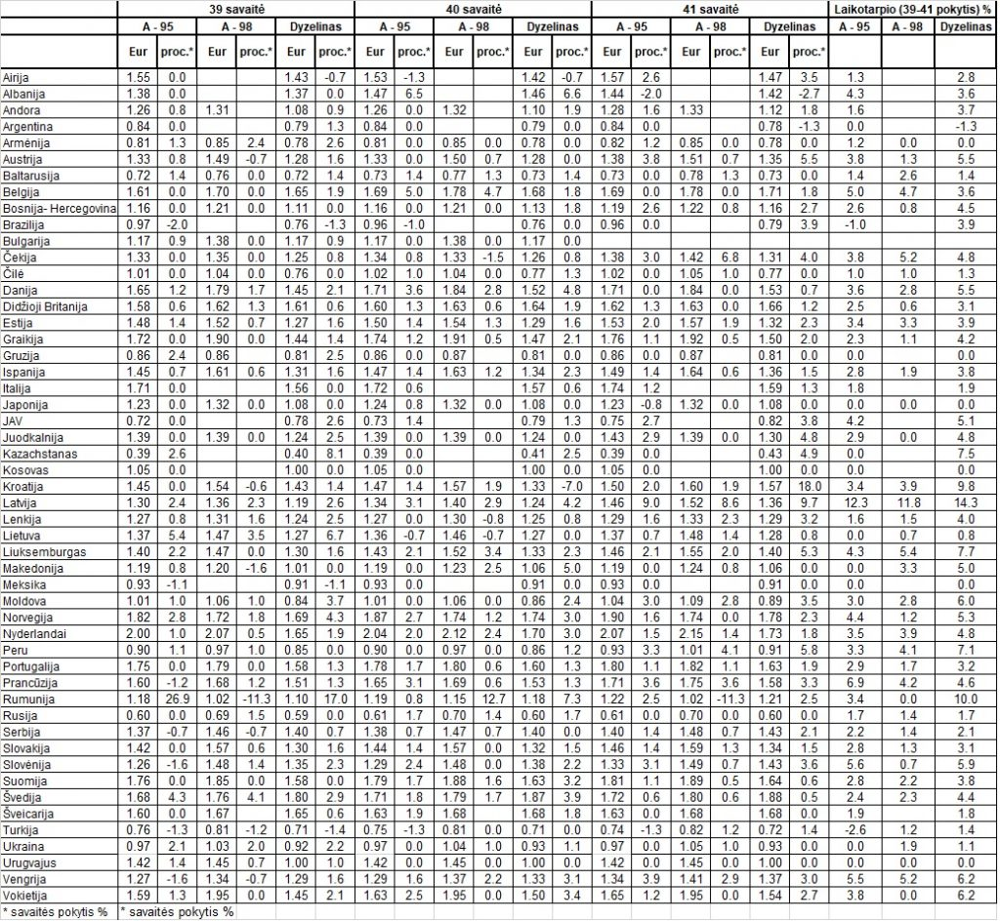 39 savaitė 40 savaitė 41 savaitė Laikotarpio (39-41 pokytis) %
A - 95 A - 98 Dyzelinas A - 95 A - 98 Dyzelinas A - 95 A - 98 Dyzelinas A - 95 A - 98 Dyzelinas
Eur proc.* Eur proc.* Eur proc.* Eur proc.* Eur proc.* Eur proc.* Eur proc.* Eur proc.* Eur proc.*
Airija 1.55 0.0 1.43 -0.7 1.53 -1.3 1.42 -0.7 1.57 2.6 1.47 3.5 1.3 2.8
Albanija 1.38 0.0 1.37 0.0 1.47 6.5 1.46 6.6 1.44 -2.0 1.42 -2.7 4.3 3.6
Andora 1.26 0.8 1.31 1.08 0.9 1.26 0.0 1.32 1.10 1.9 1.28 1.6 1.33 1.12 1.8 1.6 3.7
Argentina 0.84 0.0 0.79 1.3 0.84 0.0 0.79 0.0 0.84 0.0 0.78 -1.3 0.0 -1.3
Armėnija 0.81 1.3 0.85 2.4 0.78 2.6 0.81 0.0 0.85 0.0 0.78 0.0 0.82 1.2 0.85 0.0 0.78 0.0 1.2 0.0 0.0
Austrija 1.33 0.8 1.49 -0.7 1.28 1.6 1.33 0.0 1.50 0.7 1.28 0.0 1.38 3.8 1.51 0.7 1.35 5.5 3.8 1.3 5.5
Baltarusija 0.72 1.4 0.76 0.0 0.72 1.4 0.73 1.4 0.77 1.3 0.73 1.4 0.73 0.0 0.78 1.3 0.73 0.0 1.4 2.6 1.4
Belgija 1.61 0.0 1.70 0.0 1.65 1.9 1.69 5.0 1.78 4.7 1.68 1.8 1.69 0.0 1.78 0.0 1.71 1.8 5.0 4.7 3.6
Bosnija- Hercegovina 1.16 0.0 1.21 0.0 1.11 0.0 1.16 0.0 1.21 0.0 1.13 1.8 1.19 2.6 1.22 0.8 1.16 2.7 2.6 0.8 4.5
Brazilija 0.97 -2.0 0.76 -1.3 0.96 -1.0 0.76 0.0 0.96 0.0 0.79 3.9 -1.0 3.9
Bulgarija 1.17 0.9 1.38 0.0 1.17 0.9 1.17 0.0 1.38 0.0 1.17 0.0
Čekija 1.33 0.0 1.35 0.0 1.25 0.8 1.34 0.8 1.33 -1.5 1.26 0.8 1.38 3.0 1.42 6.8 1.31 4.0 3.8 5.2 4.8
Čilė 1.01 0.0 1.04 0.0 0.76 0.0 1.02 1.0 1.04 0.0 0.77 1.3 1.02 0.0 1.05 1.0 0.77 0.0 1.0 1.0 1.3
Danija 1.65 1.2 1.79 1.7 1.45 2.1 1.71 3.6 1.84 2.8 1.52 4.8 1.71 0.0 1.84 0.0 1.53 0.7 3.6 2.8 5.5
Didžioji Britanija 1.58 0.6 1.62 1.3 1.61 0.6 1.60 1.3 1.63 0.6 1.64 1.9 1.62 1.3 1.63 0.0 1.66 1.2 2.5 0.6 3.1
Estija 1.48 1.4 1.52 0.7 1.27 1.6 1.50 1.4 1.54 1.3 1.29 1.6 1.53 2.0 1.57 1.9 1.32 2.3 3.4 3.3 3.9
Graikija 1.72 0.0 1.90 0.0 1.44 1.4 1.74 1.2 1.91 0.5 1.47 2.1 1.76 1.1 1.92 0.5 1.50 2.0 2.3 1.1 4.2
Gruzija 0.86 2.4 0.86 0.81 2.5 0.86 0.0 0.87 0.81 0.0 0.86 0.0 0.87 0.81 0.0 0.0 0.0
Ispanija 1.45 0.7 1.61 0.6 1.31 1.6 1.47 1.4 1.63 1.2 1.34 2.3 1.49 1.4 1.64 0.6 1.36 1.5 2.8 1.9 3.8
Italija 1.71 0.0 1.56 0.0 1.72 0.6 1.57 0.6 1.74 1.2 1.59 1.3 1.8 1.9
Japonija 1.23 0.0 1.32 0.0 1.08 0.0 1.24 0.8 1.32 0.0 1.08 0.0 1.23 -0.8 1.32 0.0 1.08 0.0 0.0 0.0 0.0
JAV 0.72 0.0 0.78 2.6 0.73 1.4 0.79 1.3 0.75 2.7 0.82 3.8 4.2 5.1
Juodkalnija 1.39 0.0 1.39 0.0 1.24 2.5 1.39 0.0 1.39 0.0 1.24 0.0 1.43 2.9 1.39 0.0 1.30 4.8 2.9 0.0 4.8
Kazachstanas 0.39 2.6 0.40 8.1 0.39 0.0 0.41 2.5 0.39 0.0 0.43 4.9 0.0 7.5
Kosovas 1.05 0.0 1.00 0.0 1.05 0.0 1.00 0.0 1.05 0.0 1.00 0.0 0.0 0.0
Kroatija 1.45 0.0 1.54 -0.6 1.43 1.4 1.47 1.4 1.57 1.9 1.33 -7.0 1.50 2.0 1.60 1.9 1.57 18.0 3.4 3.9 9.8
Latvija 1.30 2.4 1.36 2.3 1.19 2.6 1.34 3.1 1.40 2.9 1.24 4.2 1.46 9.0 1.52 8.6 1.36 9.7 12.3 11.8 14.3
Lenkija 1.27 0.8 1.31 1.6 1.24 2.5 1.27 0.0 1.30 -0.8 1.25 0.8 1.29 1.6 1.33 2.3 1.29 3.2 1.6 1.5 4.0
Lietuva 1.37 5.4 1.47 3.5 1.27 6.7 1.36 -0.7 1.46 -0.7 1.27 0.0 1.37 0.7 1.48 1.4 1.28 0.8 0.0 0.7 0.8
Liuksemburgas 1.40 2.2 1.47 0.0 1.30 1.6 1.43 2.1 1.52 3.4 1.33 2.3 1.46 2.1 1.55 2.0 1.40 5.3 4.3 5.4 7.7
Makedonija 1.19 0.8 1.20 -1.6 1.01 0.0 1.19 0.0 1.23 2.5 1.06 5.0 1.19 0.0 1.24 0.8 1.06 0.0 0.0 3.3 5.0
Meksika 0.93 -1.1 0.91 -1.1 0.93 0.0 0.91 0.0 0.93 0.0 0.91 0.0 0.0 0.0
Moldova 1.01 1.0 1.06 1.0 0.84 3.7 1.01 0.0 1.06 0.0 0.86 2.4 1.04 3.0 1.09 2.8 0.89 3.5 3.0 2.8 6.0
Norvegija 1.82 2.8 1.72 1.8 1.69 4.3 1.87 2.7 1.74 1.2 1.74 3.0 1.90 1.6 1.74 0.0 1.78 2.3 4.4 1.2 5.3
Nyderlandai 2.00 1.0 2.07 0.5 1.65 1.9 2.04 2.0 2.12 2.4 1.70 3.0 2.07 1.5 2.15 1.4 1.73 1.8 3.5 3.9 4.8
Peru 0.90 1.1 0.97 1.0 0.85 0.0 0.90 0.0 0.97 0.0 0.86 1.2 0.93 3.3 1.01 4.1 0.91 5.8 3.3 4.1 7.1
Portugalija 1.75 0.0 1.79 0.0 1.58 1.3 1.78 1.7 1.80 0.6 1.60 1.3 1.80 1.1 1.82 1.1 1.63 1.9 2.9 1.7 3.2
Prancūzija 1.60 -1.2 1.68 1.2 1.51 1.3 1.65 3.1 1.69 0.6 1.53 1.3 1.71 3.6 1.75 3.6 1.58 3.3 6.9 4.2 4.6
Rumunija 1.18 26.9 1.02 -11.3 1.10 17.0 1.19 0.8 1.15 12.7 1.18 7.3 1.22 2.5 1.02 -11.3 1.21 2.5 3.4 0.0 10.0
Rusija 0.60 0.0 0.69 1.5 0.59 0.0 0.61 1.7 0.70 1.4 0.60 1.7 0.61 0.0 0.70 0.0 0.60 0.0 1.7 1.4 1.7
Serbija 1.37 -0.7 1.46 -0.7 1.40 0.7 1.38 0.7 1.47 0.7 1.40 0.0 1.40 1.4 1.48 0.7 1.43 2.1 2.2 1.4 2.1
Slovakija 1.42 0.0 1.57 0.6 1.30 1.6 1.44 1.4 1.57 0.0 1.32 1.5 1.46 1.4 1.59 1.3 1.34 1.5 2.8 1.3 3.1
Slovėnija 1.26 -1.6 1.48 1.4 1.35 2.3 1.29 2.4 1.48 0.0 1.38 2.2 1.33 3.1 1.49 0.7 1.43 3.6 5.6 0.7 5.9
Suomija 1.76 0.0 1.85 0.0 1.58 0.0 1.79 1.7 1.88 1.6 1.63 3.2 1.81 1.1 1.89 0.5 1.64 0.6 2.8 2.2 3.8
Švedija 1.68 4.3 1.76 4.1 1.80 2.9 1.71 1.8 1.79 1.7 1.87 3.9 1.72 0.6 1.80 0.6 1.88 0.5 2.4 2.3 4.4
Šveicarija 1.60 0.0 1.67 1.65 0.6 1.63 1.9 1.68 1.68 1.8 1.63 0.0 1.68 1.68 0.0 1.9 1.8
Turkija 0.76 -1.3 0.81 -1.2 0.71 -1.4 0.75 -1.3 0.81 0.0 0.71 0.0 0.74 -1.3 0.82 1.2 0.72 1.4 -2.6 1.2 1.4
Ukraina 0.97 2.1 1.03 2.0 0.92 2.2 0.97 0.0 1.04 1.0 0.93 1.1 0.97 0.0 1.05 1.0 0.93 0.0 0.0 1.9 1.1
Urugvajus 1.42 1.4 1.45 0.7 1.00 1.0 1.42 0.0 1.45 0.0 1.00 0.0 1.42 0.0 1.45 0.0 1.00 0.0 0.0 0.0 0.0
Vengrija 1.27 -1.6 1.34 -0.7 1.29 1.6 1.29 1.6 1.37 2.2 1.33 3.1 1.34 3.9 1.41 2.9 1.37 3.0 5.5 5.2 6.2
Vokietija 1.59 1.3 1.95 0.0 1.45 2.1 1.63 2.5 1.95 0.0 1.50 3.4 1.65 1.2 1.95 0.0 1.54 2.7 3.8 0.0 6.2
* savaitės pokytis % * savaitės pokytis %